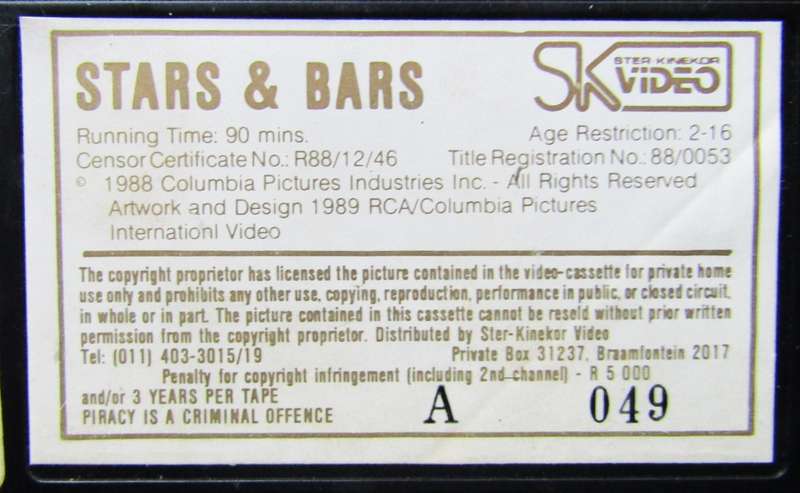 STARS & BARS
STER-KINEKOR
SK VIDEO
Running Time: 90 mins. Age Restriction: 2-16
Censor Certificate No.: R88/12/46 Title Registration No.: 88/0053
© 1988 Columbia Pictures Industries Inc. - All Rights Reserved
Artwork and Design 1989 RCA/Columbia Pictures
Internationl Video
The copyright proprietor has licensed the picture contained in the video-cassette for private home
use only and prohibits any other use, copying, reproduction, performance in public, or closed circuit,
in whole or in part. The picture contained in this cassette cannot be resold without prior written
permission from the copyright proprietor. Distributed by Ster-Kinekor Video
Tel: (011) 403-3015/19 Private Box 31237, Braamfontein 2017
Penalty for copyright infringement (including 2nd channel) - R 5 000
and/or 3 YEARS PER TAPE
PIRACY IS A CRIMINAL OFFENCE
A 049